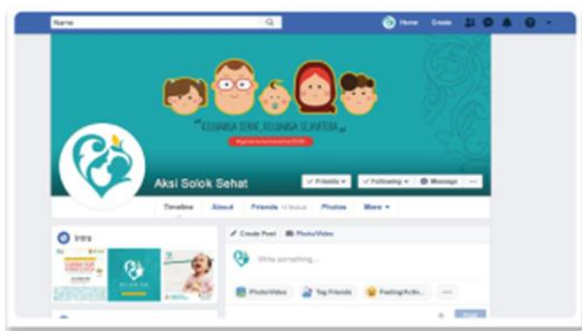 Name
Home Create
"KELUARGA SEHAT, KELUARGA SEJAHTERA"
Aksi Solok Sehat
Friends Following Message
Timeline About Friends Photos More
Intro
Create Post Photo/Video
Write something...
Photo/Video Tag Friends Feeling/Activ...